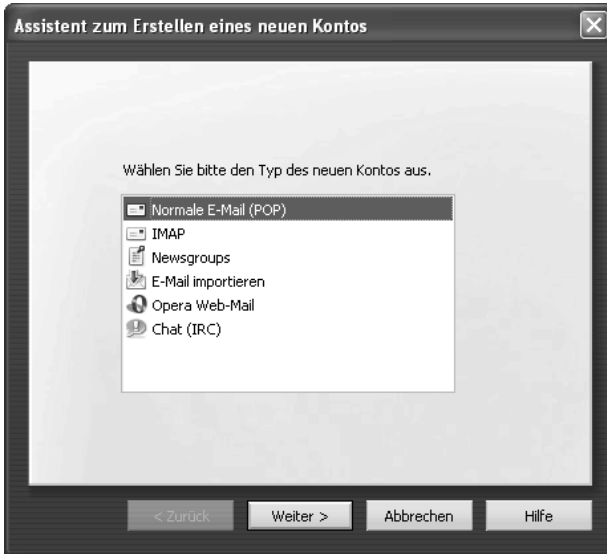 Assistent zum Erstellen eines neuen Kontos
Wählen Sie bitte den Typ des neuen Kontos aus.
Normale E-Mail (POP)
IMAP
Newsgroups
E-Mail importieren
Opera Web-Mail
Chat (IRC)
< Zurück
Weiter >
Abbrechen
Hilfe